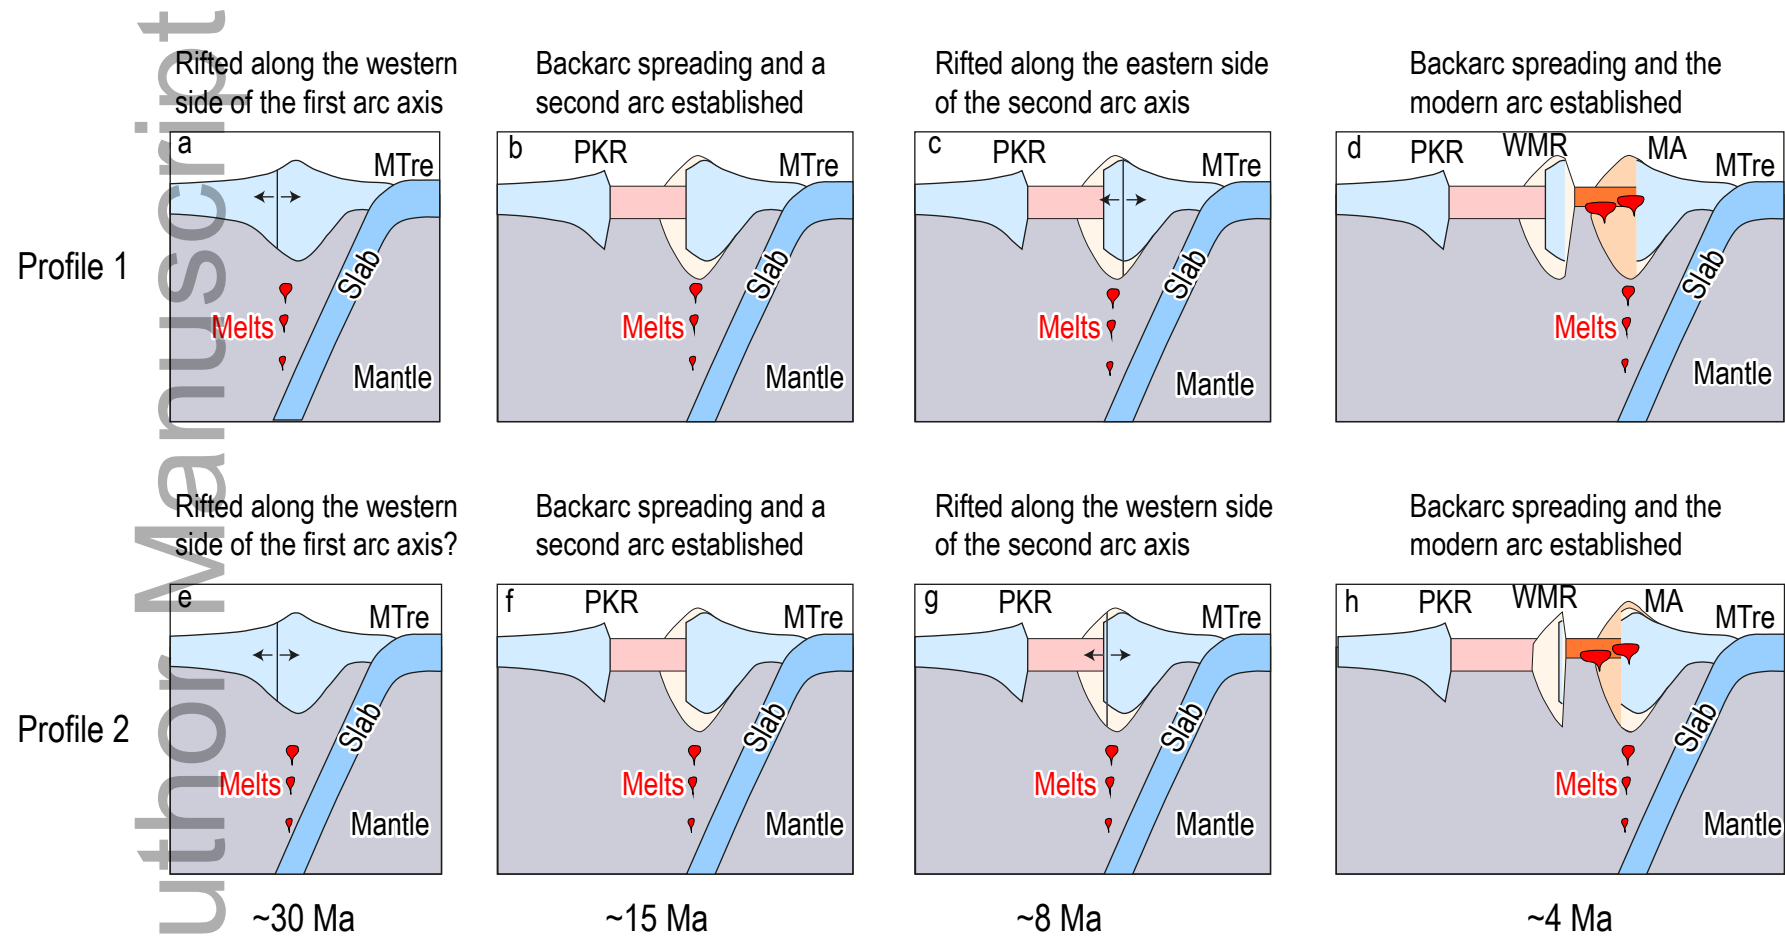 Rifted along the western
side of the first arc axis
Backarc spreading and a
second arc established
Rifted along the eastern side
of the second arc axis
Backarc spreading and the
modern arc established
Profile 1
a
MTre
Slab
Melts
Mantle
b
PKR
MTre
Slab
Melts
Mantle
c
PKR
MTre
Slab
Melts
Mantle
d
PKR
WMR
MA
MTre
Slab
Melts
Mantle
Rifted along the western
side of the first arc axis?
Backarc spreading and a
second arc established
Rifted along the western side
of the second arc axis
Backarc spreading and the
modern arc established
Profile 2
e
MTre
Slab
Melts
Mantle
f
PKR
MTre
Slab
Melts
Mantle
g
PKR
MTre
Slab
Melts
Mantle
h
PKR
WMR
MA
MTre
Slab
Melts
Mantle
~30 Ma
~15 Ma
~8 Ma
~4 Ma
uthor Manuscript